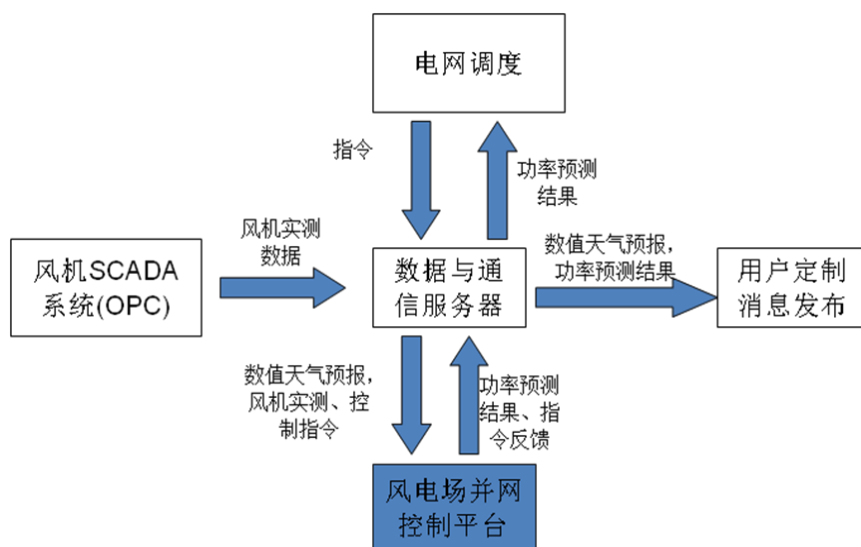 电网调度
指令
功率预测
结果
风机实测
数据
数值天气预报,
功率预测结果
风机SCADA
系统(OPC)
数据与通
信服务器
用户定制
消息发布
数值天气预报,
风机实测、控
制指令
功率预测
结果、指
令反馈
风电场并网
控制平台